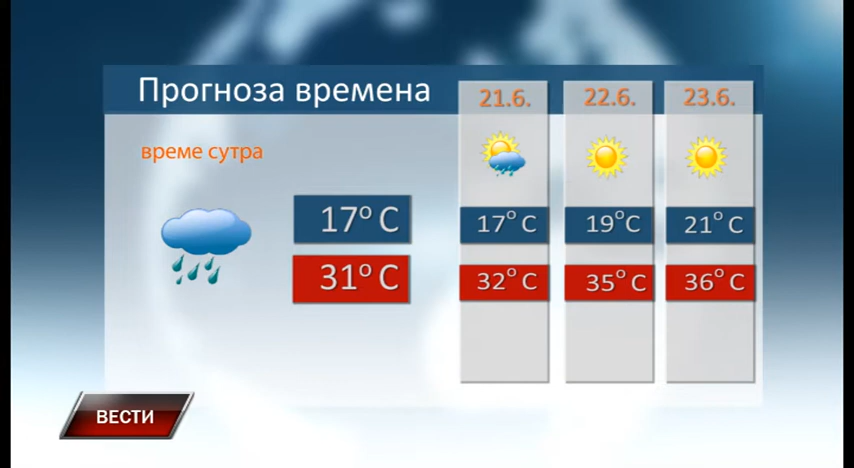 Прогноза времена
време сутра
17° C
31° C
21.6.
22.6.
23.6.
17° C
19°C
21° C
32° C
35° C
36° C
ВЕСТИ